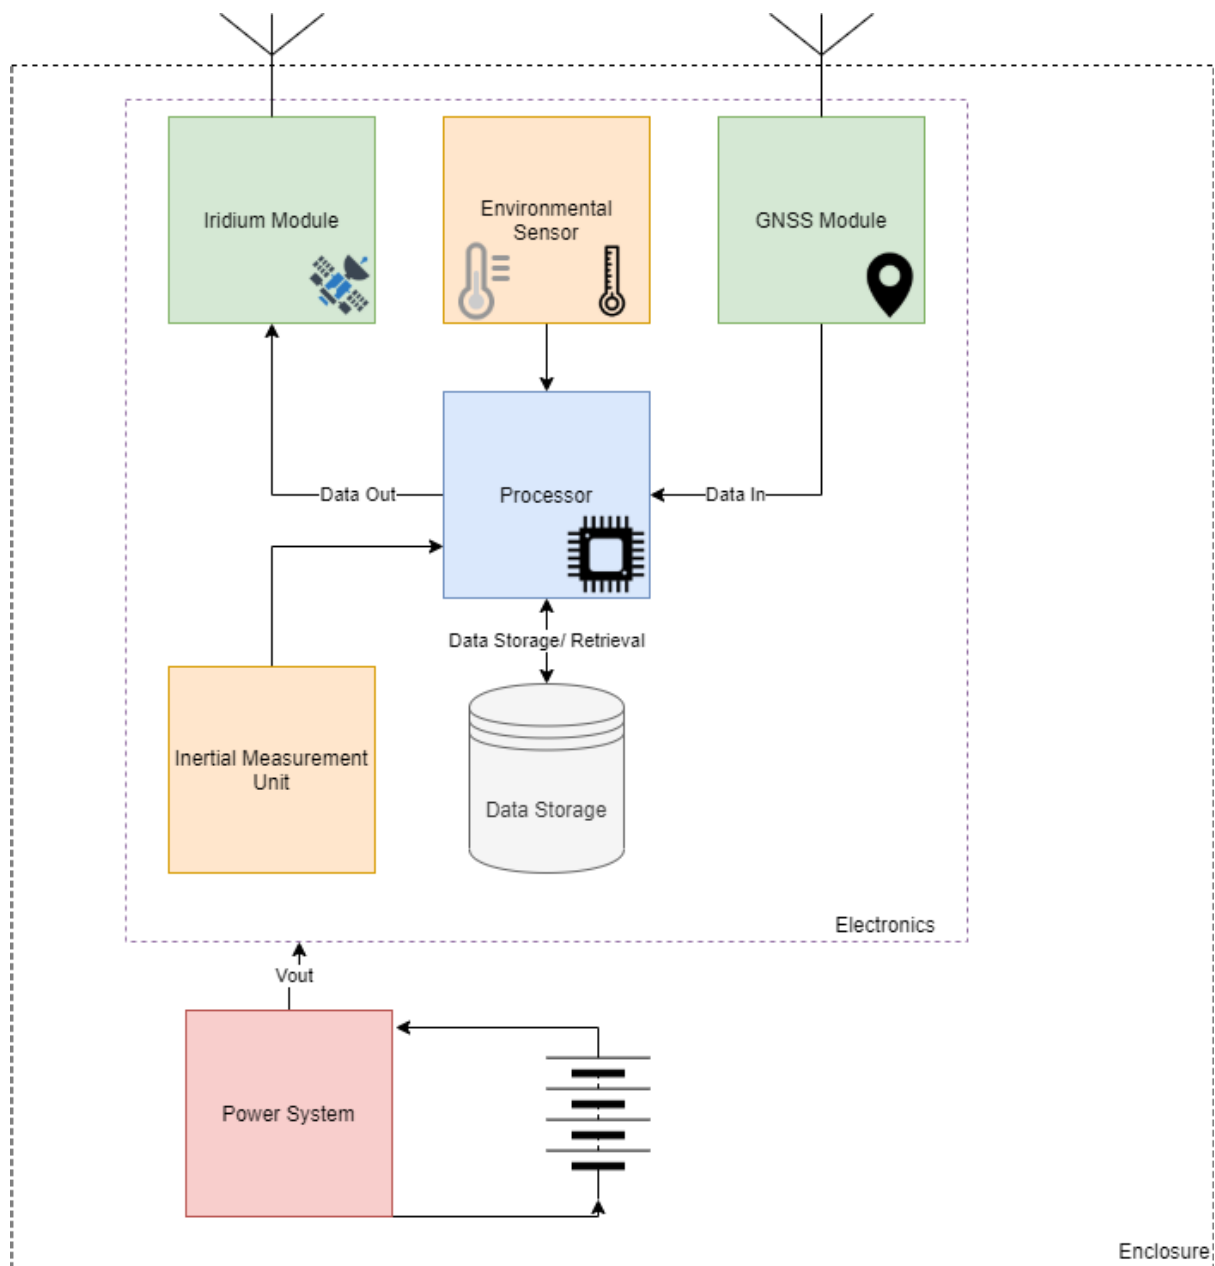 Iridium Module
Environmental
Sensor
GNSS Module
Data Out
Processor
Data In
Data Storage/ Retrieval
Inertial Measurement
Unit
Data Storage
Electronics
Vout
Power System
Enclosure